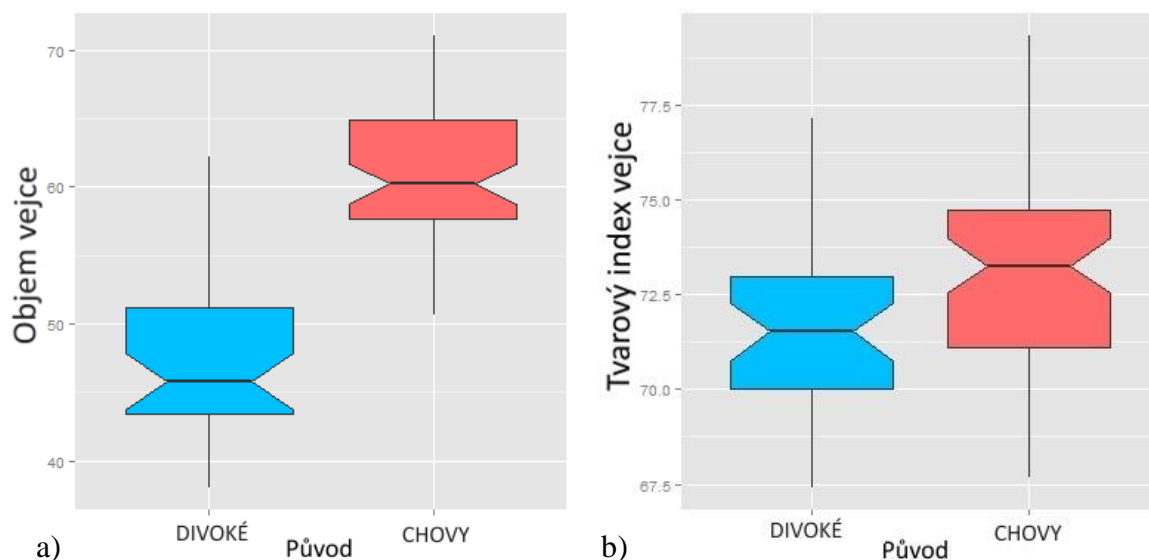 Objem vejce
70
60
50
40
DIVOKÉ
CHOVY
Původ
a)
Tvarový index vejce
77.5
75.0
72.5
70.0
67.5
DIVOKÉ
CHOVY
Původ
b)